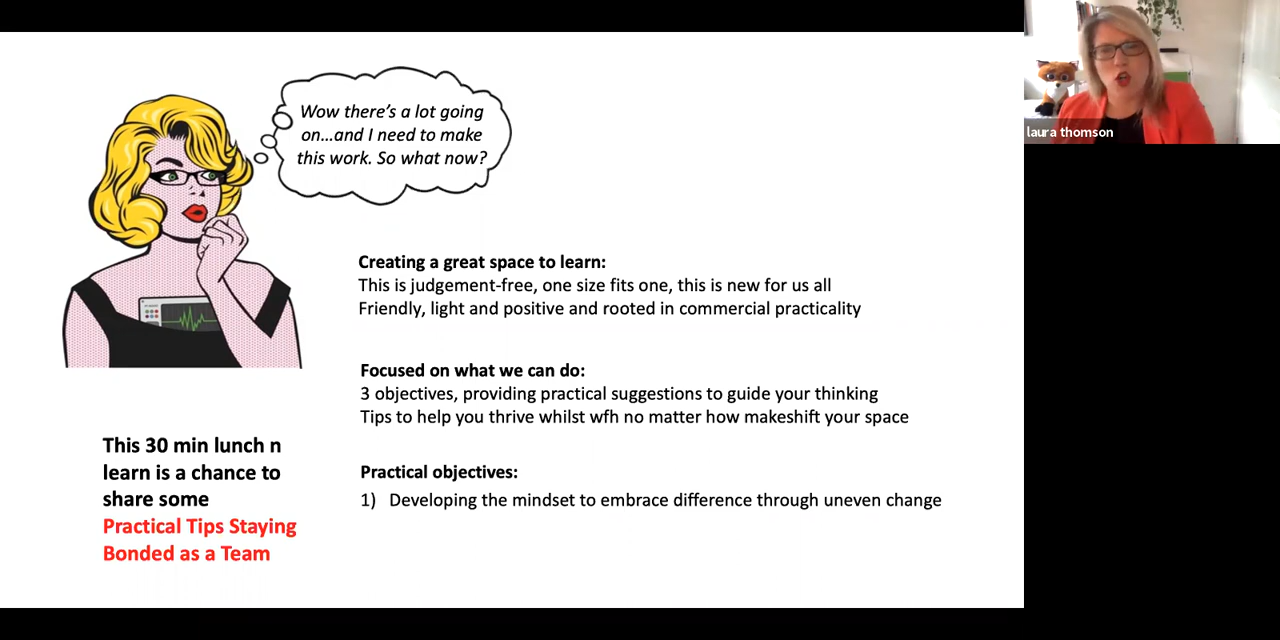 Wow there's a lot going
on...and I need to make
this work. So what now?
laura thomson
Creating a great space to learn:
This is judgement-free, one size fits one, this is new for us all
Friendly, light and positive and rooted in commercial practicality
Focused on what we can do:
3 objectives, providing practical suggestions to guide your thinking
Tips to help you thrive whilst wfh no matter how makeshift your space
This 30 min lunch n
learn is a chance to
share some
Practical Tips Staying
Bonded as a Team
Practical objectives:
1) Developing the mindset to embrace difference through uneven change